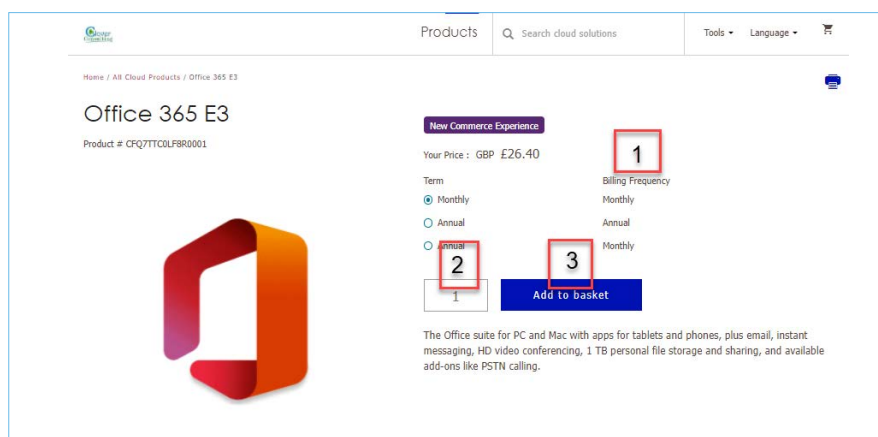 Products
Search cloud solutions
Tools
Language
Home / All Cloud Products / Office 365 E3
Office 365 E3
Product # CFQ7TTC0LF8R0001
New Commerce Experience
Your Price : GBP £26.40
1
Term Billing Frequency
Monthly Monthly
Annual Annual
Annual Monthly
2
3
1 Add to basket
The Office suite for PC and Mac with apps for tablets and phones, plus email, instant
messaging, HD video conferencing, 1 TB personal file storage and sharing, and available
add-ons like PSTN calling.